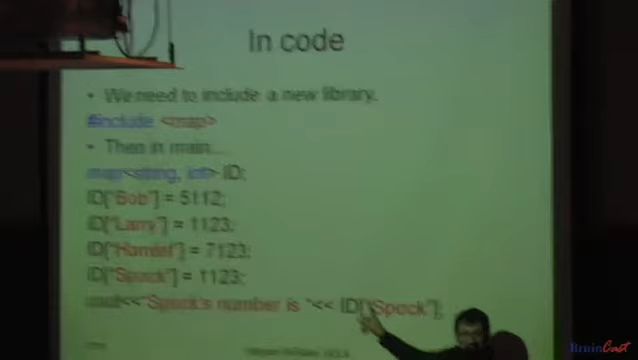 In code
• We need to include a new library.
#include <map>
• Then in main...
map<string, int> ID;
ID["Bob"] = 5112;
ID["Larry"] = 1123;
ID["Hamlet"] = 7123;
ID["Spock"] = 1123;
cout<<"Spock's number is "<< ID["Spock"];
BruinCast